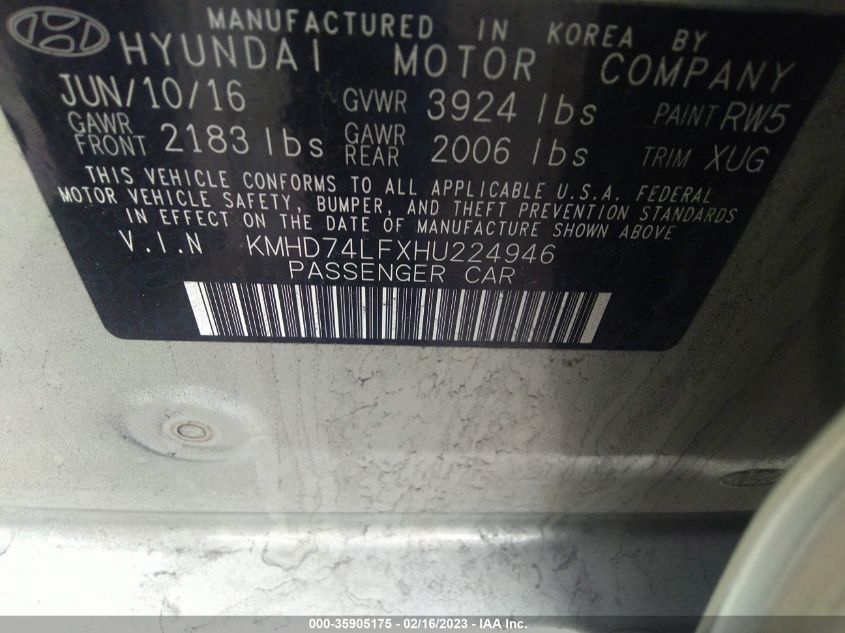 MANUFACTURED IN KOREA BY
HYUNDAI MOTOR COMPANY
JUN/10/16 GVWR 3924 lbs PAINT RW5
GAWR FRONT 2183 lbs GAWR REAR 2006 lbs TRIM XUG
THIS VEHICLE CONFORMS TO ALL APPLICABLE U.S.A. FEDERAL
MOTOR VEHICLE SAFETY, BUMPER, AND THEFT PREVENTION STANDARDS
IN EFFECT ON THE DATE OF MANUFACTURE SHOWN ABOVE
V.I.N KMHD74LFXHU224946
PASSENGER CAR
000-35905175 - 02/16/2023 - IAA Inc.